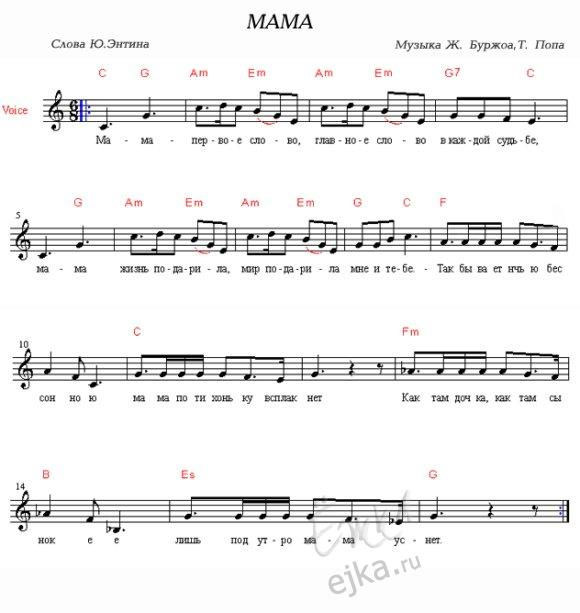 МАМА
Слова Ю.Энтина
Музыка Ж. Буржоа,Т. Попа
C G Am Em Am Em G7 C
Voice
Ма - ма - пер-во-е сло - во, глав-но-е сло - во в каж-дой судь-бе,
G Am Em Am Em G C F
5
ма - ма жизнь по-да-ри-ла, мир по-да-ри-ла мне и те-бе.- Так бы ва ет нчь ю бес
C Fm
10
сон но ю ма ма по ти хонь ку всплак нет Как там доч ка, как там сы
B Es G
14
нок е е лишь под ут ро ма - ма ус - нет.
ejka.ru